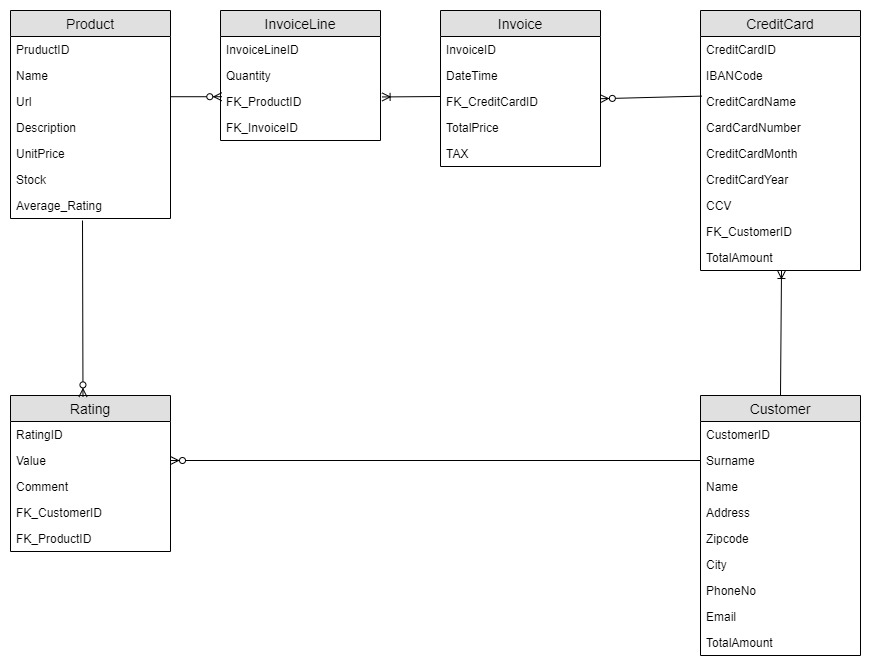 Product
PruductID
Name
Url
Description
UnitPrice
Stock
Average_Rating
InvoiceLine
InvoiceLineID
Quantity
FK_ProductID
FK_InvoiceID
Invoice
InvoiceID
DateTime
FK_CreditCardID
TotalPrice
TAX
CreditCard
CreditCardID
IBANCode
CreditCardName
CardCardNumber
CreditCardMonth
CreditCardYear
CCV
FK_CustomerID
TotalAmount
Rating
RatingID
Value
Comment
FK_CustomerID
FK_ProductID
Customer
CustomerID
Surname
Name
Address
Zipcode
City
PhoneNo
Email
TotalAmount